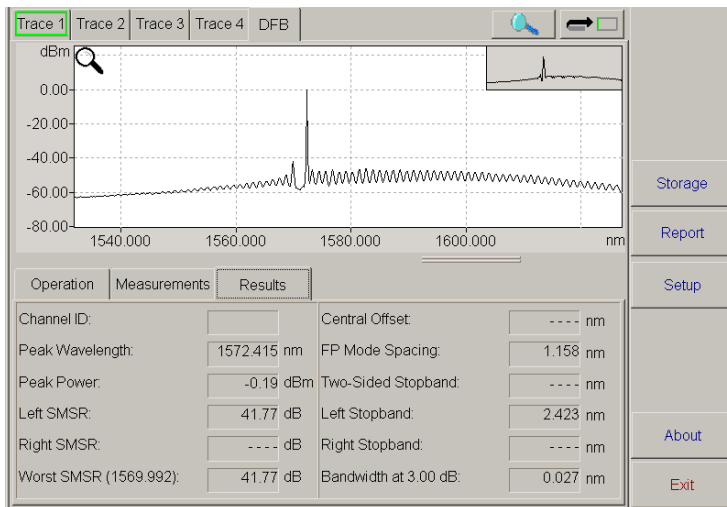 Trace 1 Trace 2 Trace 3 Trace 4 DFB
dBm
0.00
-20.00
-40.00
-60.00
-80.00
1540.000 1560.000 1580.000 1600.000 nm
Storage
Report
Setup
About
Exit
Operation Measurements Results
Channel ID:
Peak Wavelength: 1572.415 nm
Peak Power: -0.19 dBm
Left SMSR: 41.77 dB
Right SMSR: ---- dB
Worst SMSR (1569.992): 41.77 dB
Central Offset: ---- nm
FP Mode Spacing: 1.158 nm
Two-Sided Stopband: ---- nm
Left Stopband: 2.423 nm
Right Stopband: ---- nm
Bandwidth at 3.00 dB: 0.027 nm